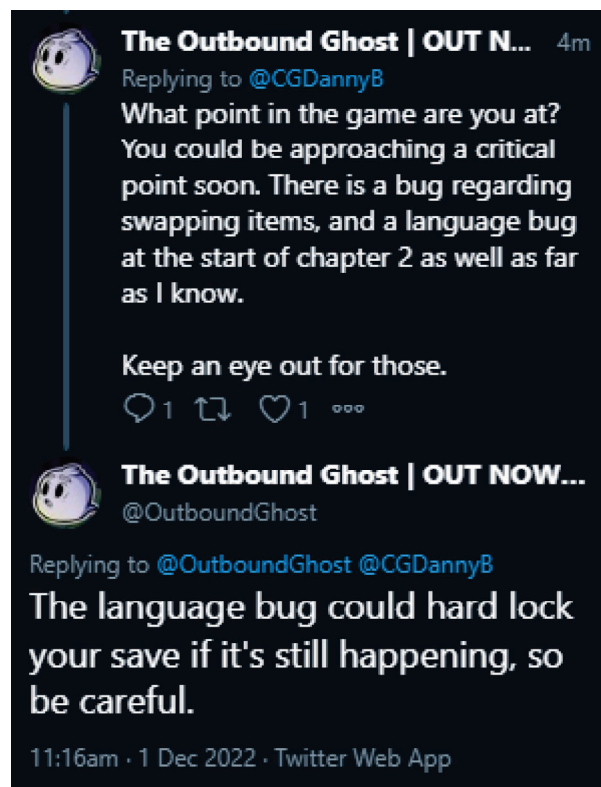 The Outbound Ghost | OUT N... 4m
Replying to @CGDannyB
What point in the game are you at?
You could be approaching a critical
point soon. There is a bug regarding
swapping items, and a language bug
at the start of chapter 2 as well as far
as I know.
Keep an eye out for those.
1 1
The Outbound Ghost | OUT NOW...
@OutboundGhost
Replying to @OutboundGhost @CGDannyB
The language bug could hard lock
your save if it's still happening, so
be careful.
11:16am · 1 Dec 2022 · Twitter Web App